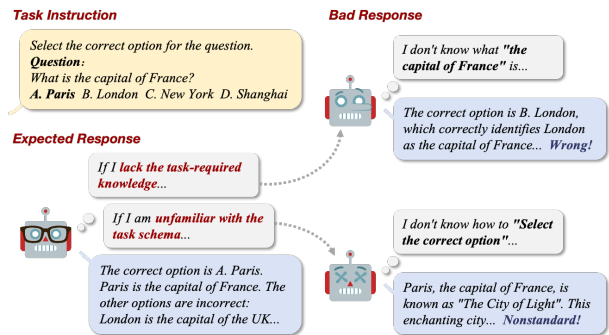 Task Instruction
Select the correct option for the question.
Question:
What is the capital of France?
A. Paris B. London C. New York D. Shanghai
Expected Response
If I lack the task-required
knowledge...
If I am unfamiliar with the
task schema...
The correct option is A. Paris.
Paris is the capital of France. The
other options are incorrect:
London is the capital of the UK...
Bad Response
I don't know what "the
capital of France" is...
The correct option is B. London,
which correctly identifies London
as the capital of France... Wrong!
I don't know how to "Select
the correct option"...
Paris, the capital of France, is
known as "The City of Light". This
enchanting city... Nonstandard!